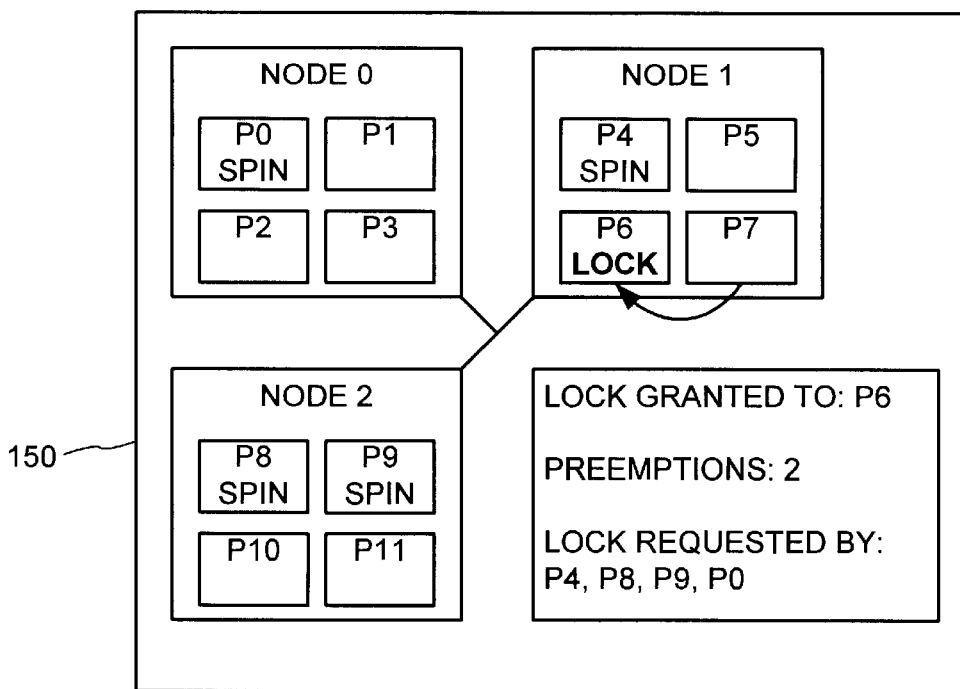 NODE 0
P0
SPIN
P1
P2
P3
NODE 1
P4
SPIN
P5
P6
LOCK
P7
NODE 2
P8
SPIN
P9
SPIN
P10
P11
LOCK GRANTED TO: P6
PREEMPTIONS: 2
LOCK REQUESTED BY:
P4, P8, P9, P0
150